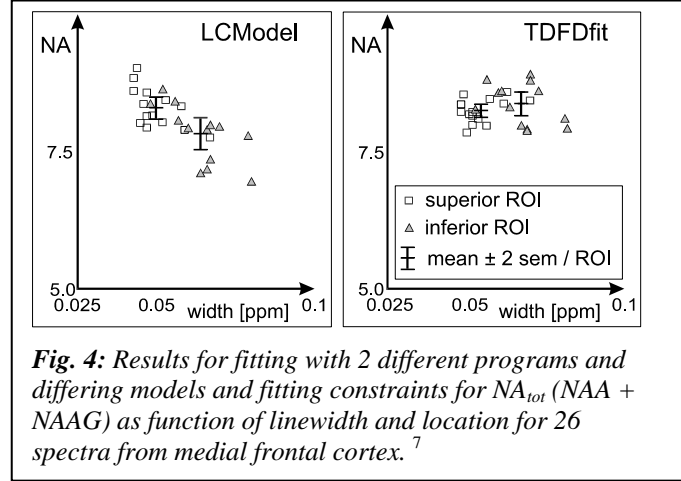 NA
LCModel
7.5
5.0
0.025
0.05
width [ppm]
0.1
NA
TDFDfit
7.5
superior ROI
inferior ROI
mean ± 2 sem / ROI
5.0
0.025
0.05
width [ppm]
0.1
Fig. 4: Results for fitting with 2 different programs and
differing models and fitting constraints for NAtot (NAA +
NAAG) as function of linewidth and location for 26
spectra from medial frontal cortex. 7